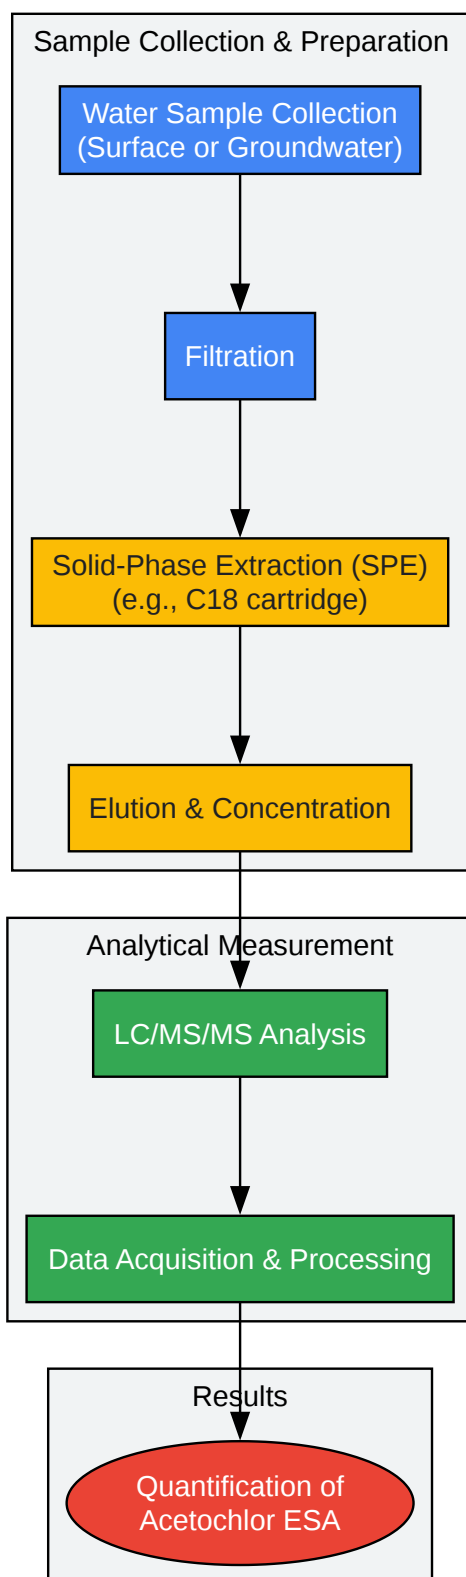 Sample Collection & Preparation
Water Sample Collection
(Surface or Groundwater)
Filtration
Solid-Phase Extraction (SPE)
(e.g., C18 cartridge)
Elution & Concentration
Analytical Measurement
LC/MS/MS Analysis
Data Acquisition & Processing
Results
Quantification of
Acetochlor ESA